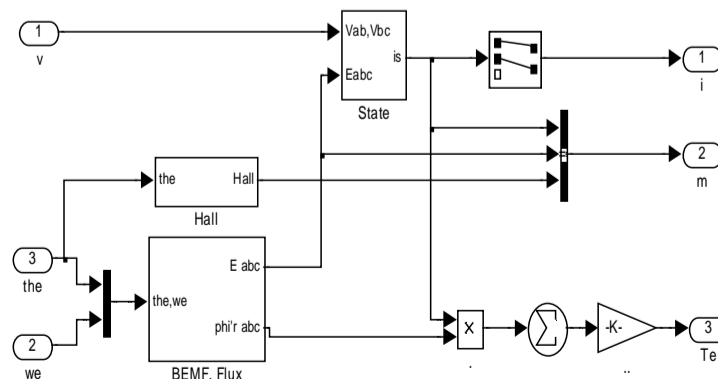 1
v
Vab,Vbc
is
Eabc
State
1
i
2
m
the
Hall
Hall
3
the
2
we
the,we
E abc
phi'r abc
BEMF, Flux
x
Σ
-K-
3
Te